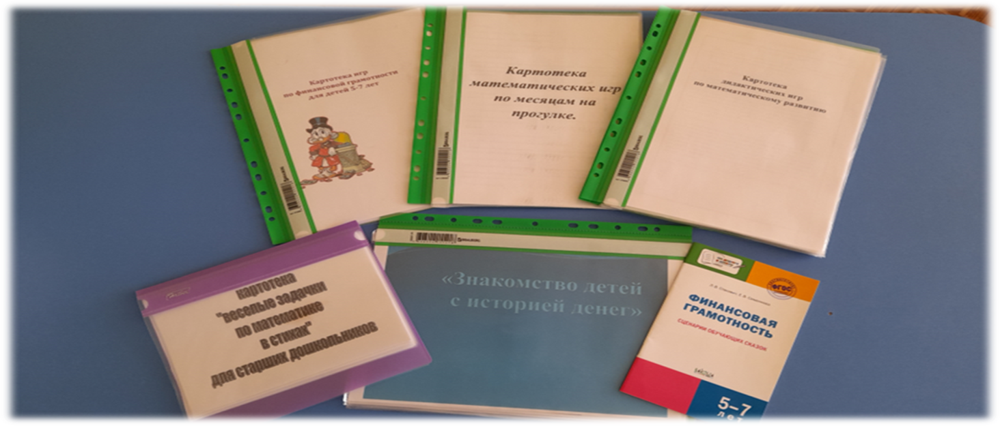 Картотека игр
по финансовой грамотности
для детей 5-7 лет
Картотека
математических игр
по месяцам на
прогулке.
Картотека
дидактических игр
по математическому развитию
картотека
"веселые задачки
по математике
в стихах"
для старших дошкольников
«Знакомство детей
с историей денег»
ФГОС
ФИНАНСОВАЯ
ГРАМОТНОСТЬ
СЦЕНАРИИ ОБУЧАЮЩИХ СКАЗОК
5–7
лет